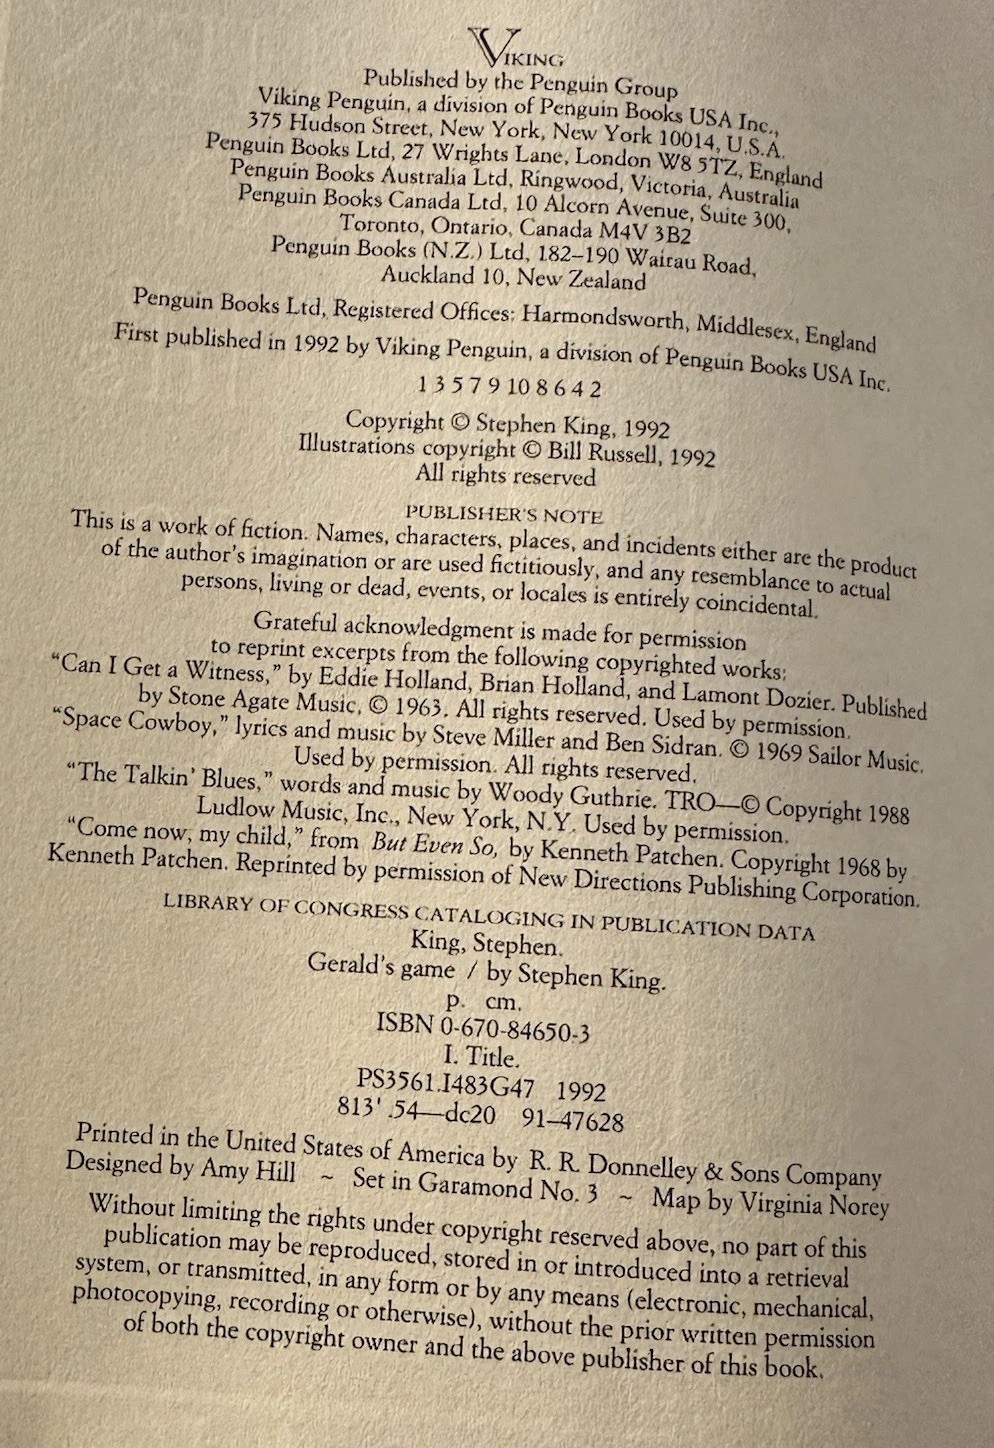 VIKING
Published by the Penguin Group
Viking Penguin, a division of Penguin Books USA Inc.,
375 Hudson Street, New York, New York 10014, U.S.A.
Penguin Books Ltd, 27 Wrights Lane, London W8 5TZ, England
Penguin Books Australia Ltd, Ringwood, Victoria, Australia
Penguin Books Canada Ltd, 10 Alcorn Avenue, Suite 300,
Toronto, Ontario, Canada M4V 3B2
Penguin Books (N.Z.) Ltd, 182–190 Wairau Road,
Auckland 10, New Zealand
Penguin Books Ltd, Registered Offices: Harmondsworth, Middlesex, England
First published in 1992 by Viking Penguin, a division of Penguin Books USA Inc.
1 3 5 7 9 10 8 6 4 2
Copyright © Stephen King, 1992
Illustrations copyright © Bill Russell, 1992
All rights reserved
PUBLISHER'S NOTE
This is a work of fiction. Names, characters, places, and incidents either are the product
of the author's imagination or are used fictitiously, and any resemblance to actual
persons, living or dead, events, or locales is entirely coincidental.
Grateful acknowledgment is made for permission
to reprint excerpts from the following copyrighted works:
“Can I Get a Witness,” by Eddie Holland, Brian Holland, and Lamont Dozier. Published
by Stone Agate Music, © 1963. All rights reserved. Used by permission.
“Space Cowboy,” lyrics and music by Steve Miller and Ben Sidran. © 1969 Sailor Music.
Used by permission. All rights reserved.
“The Talkin' Blues,” words and music by Woody Guthrie. TRO—© Copyright 1988
Ludlow Music, Inc., New York, N.Y. Used by permission.
“Come now, my child,” from But Even So, by Kenneth Patchen. Copyright 1968 by
Kenneth Patchen. Reprinted by permission of New Directions Publishing Corporation.
LIBRARY OF CONGRESS CATALOGING IN PUBLICATION DATA
King, Stephen.
Gerald's game / by Stephen King.
p. cm.
ISBN 0-670-84650-3
I. Title.
PS3561.I483G47 1992
813'.54—dc20 91–47628
Printed in the United States of America by R. R. Donnelley & Sons Company
Designed by Amy Hill ~ Set in Garamond No. 3 ~ Map by Virginia Norey
Without limiting the rights under copyright reserved above, no part of this
publication may be reproduced, stored in or introduced into a retrieval
system, or transmitted, in any form or by any means (electronic, mechanical,
photocopying, recording or otherwise), without the prior written permission
of both the copyright owner and the above publisher of this book.